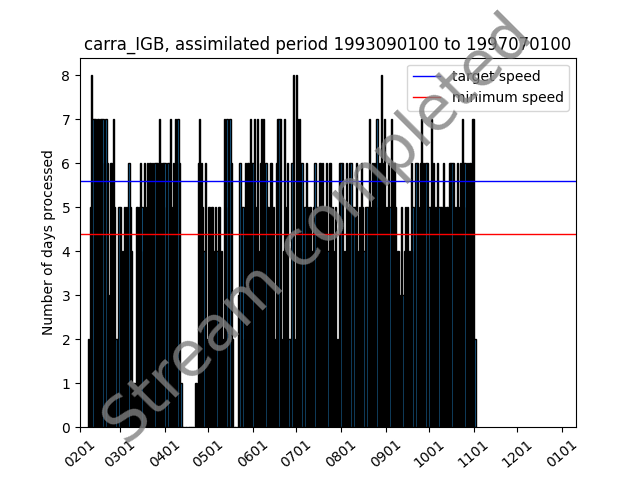 carra_IGB, assimilated period 1993090100 to 1997070100
target speed
minimum speed
Stream completed
Number of days processed
8
7
6
5
4
3
2
1
0
0201 0301 0401 0501 0601 0701 0801 0901 1001 1101 1201 0101